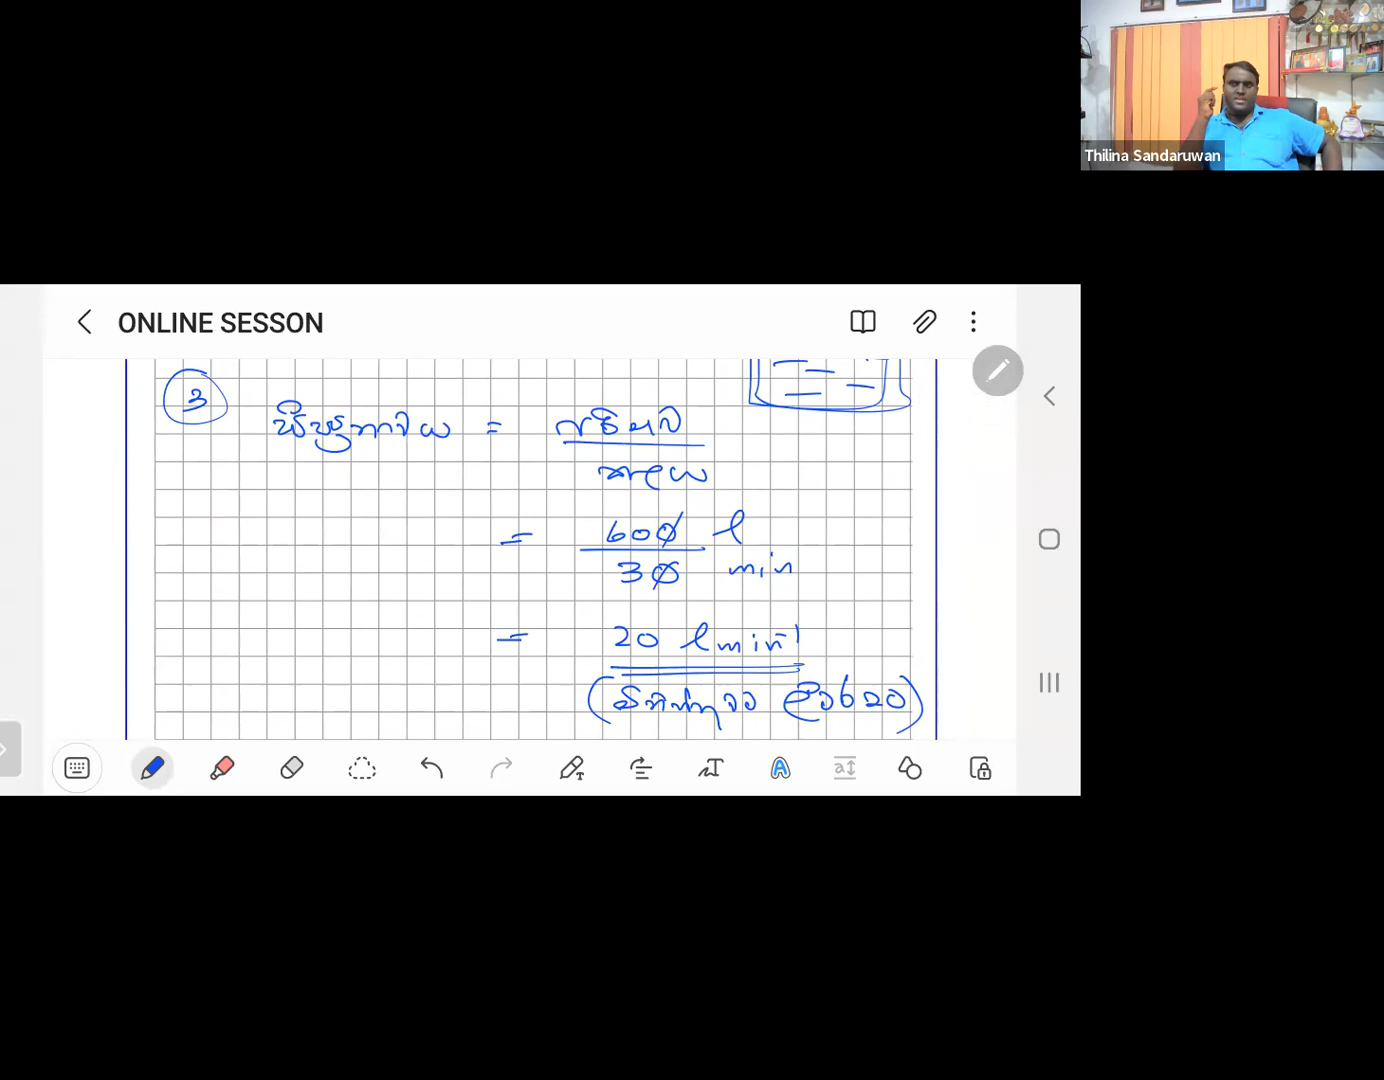 Thilina Sandaruwan
ONLINE SESSON
3
සීඝ්‍රතාවය = පරිමාව
කාලය
= 600 l
30 min
= 20 l min⁻¹
(මිනිත්තුවට ලීටර 20)